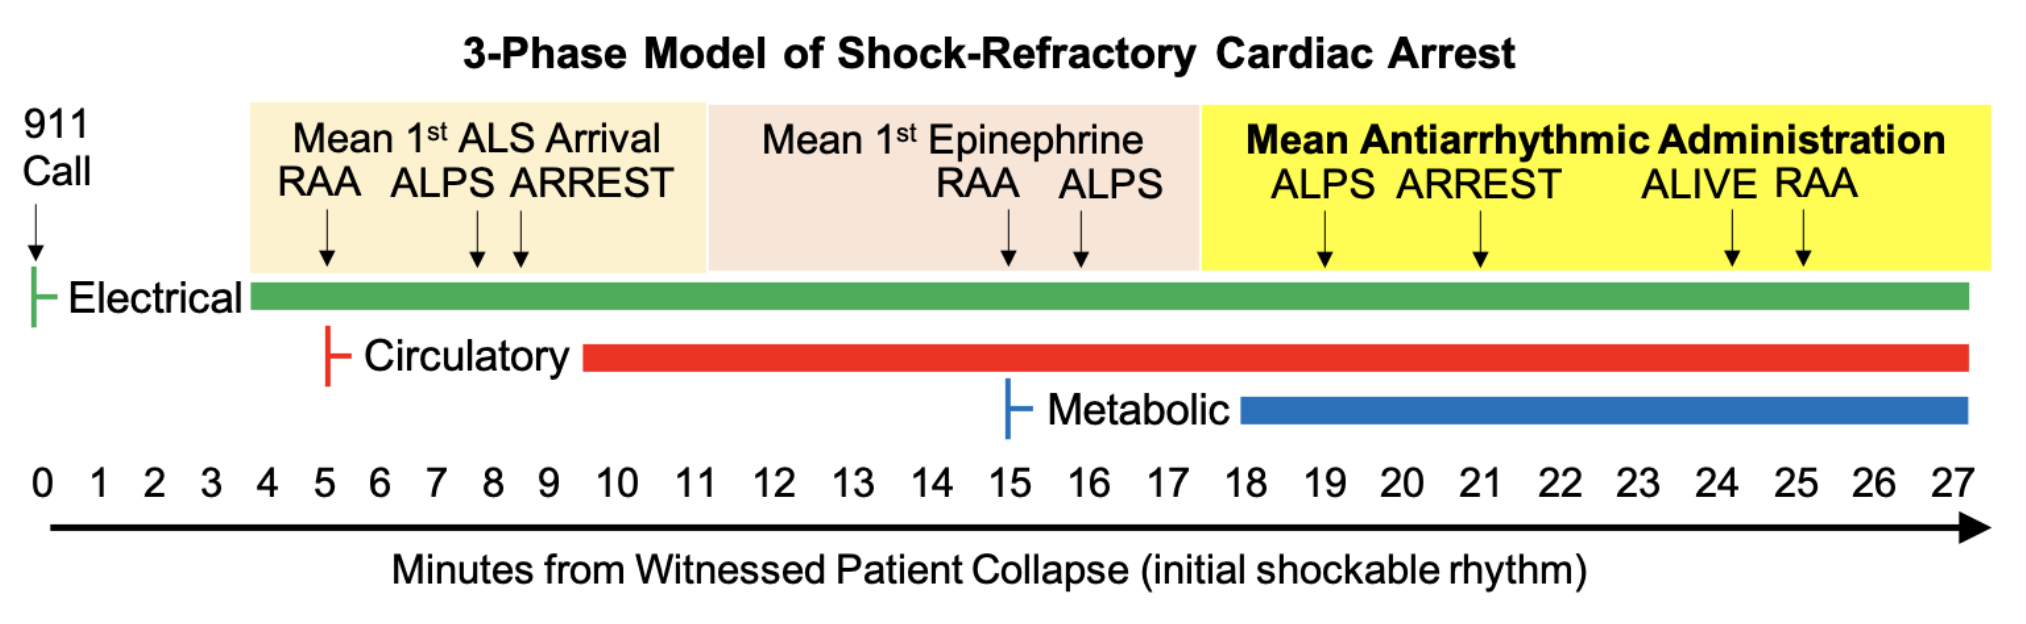 3-Phase Model of Shock-Refractory Cardiac Arrest
911
Call
Mean 1st ALS Arrival
RAA ALPS ARREST
Mean 1st Epinephrine
RAA ALPS
Mean Antiarrhythmic Administration
ALPS ARREST ALIVE RAA
Electrical
Circulatory
Metabolic
0 1 2 3 4 5 6 7 8 9 10 11 12 13 14 15 16 17 18 19 20 21 22 23 24 25 26 27
Minutes from Witnessed Patient Collapse (initial shockable rhythm)